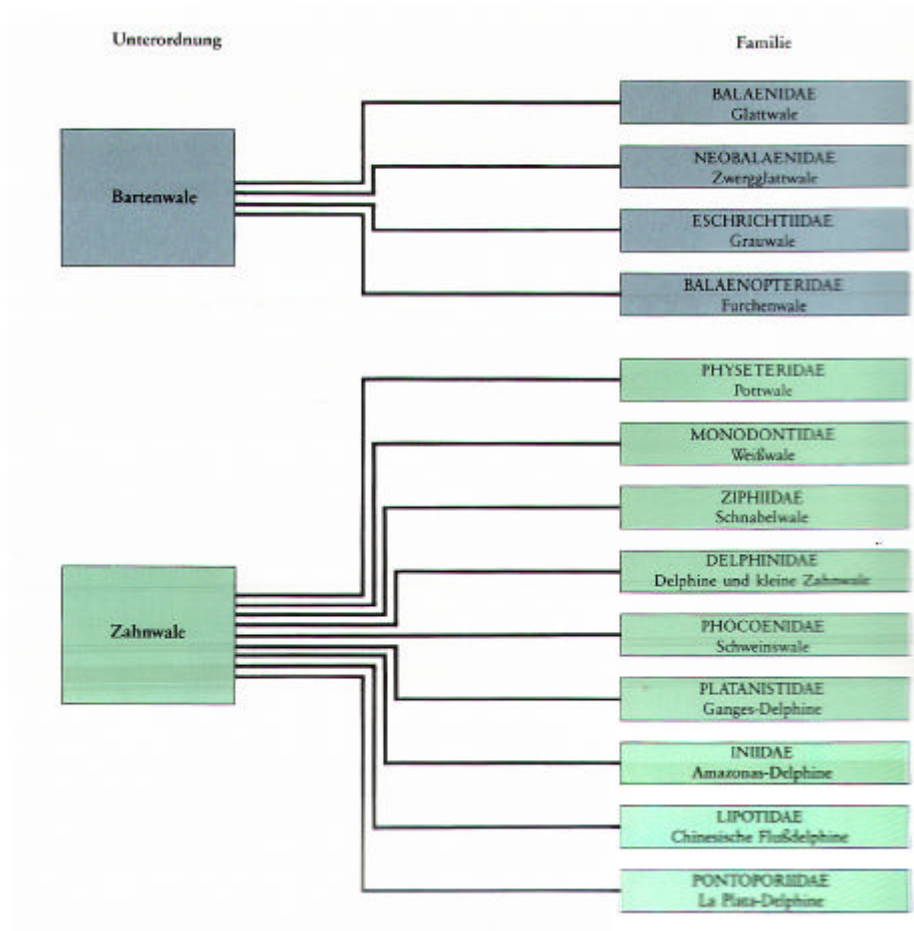 Unterordnung
Familie
Bartenwale
BALAENIDAE
Glattwale
NEOBALAENIDAE
Zwergglattwale
ESCHRICHTIIDAE
Grauwale
BALAENOPTERIDAE
Furchenwale
Zahnwale
PHYSETERIDAE
Pottwale
MONODONTIDAE
Weißwale
ZIPHIIDAE
Schnabelwale
DELPHINIDAE
Delphine und kleine Zahnwale
PHOCOENIDAE
Schweinswale
PLATANISTIDAE
Ganges-Delphine
INIIDAE
Amazonas-Delphine
LIPOTIDAE
Chinesische Flußdelphine
PONTOPORIIDAE
La Plata-Delphine